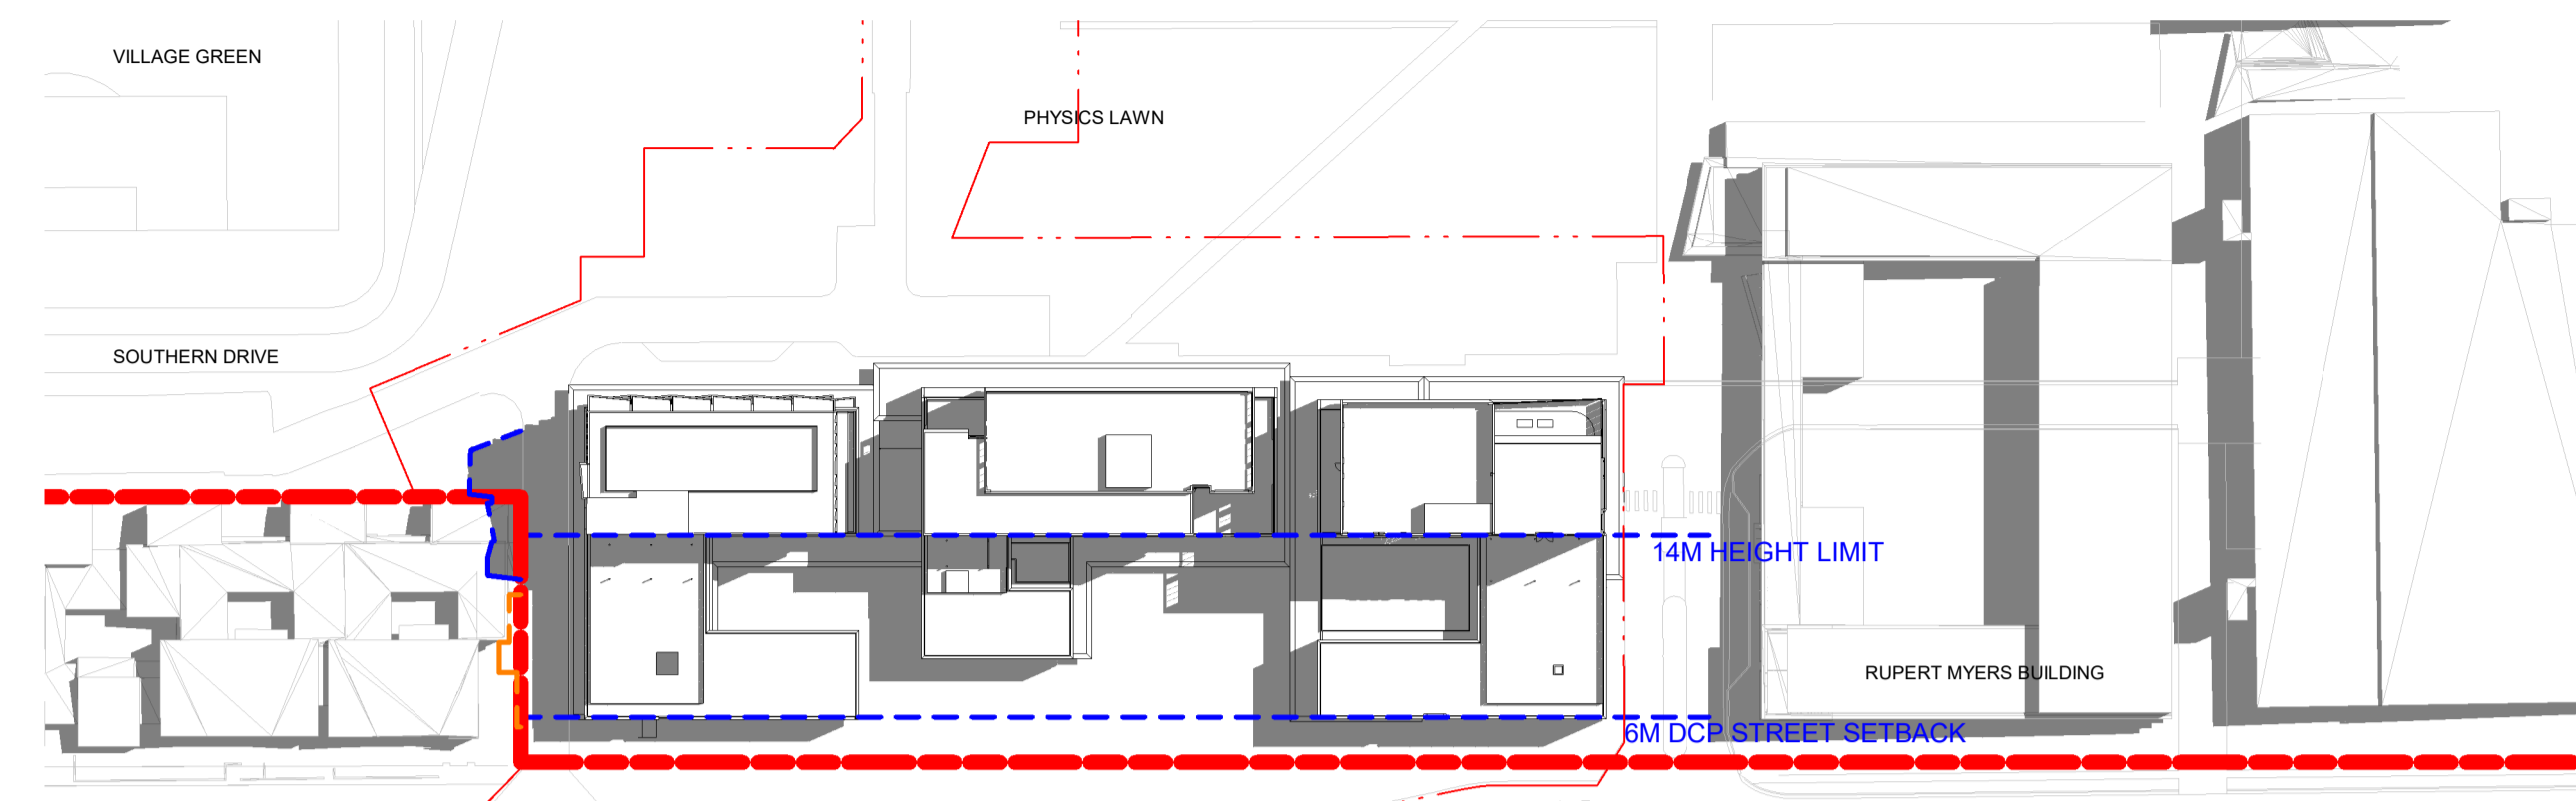 VILLAGE GREEN
PHYSICS LAWN
SOUTHERN DRIVE
14M HEIGHT LIMIT
RUPERT MYERS BUILDING
6M DCP STREET SETBACK